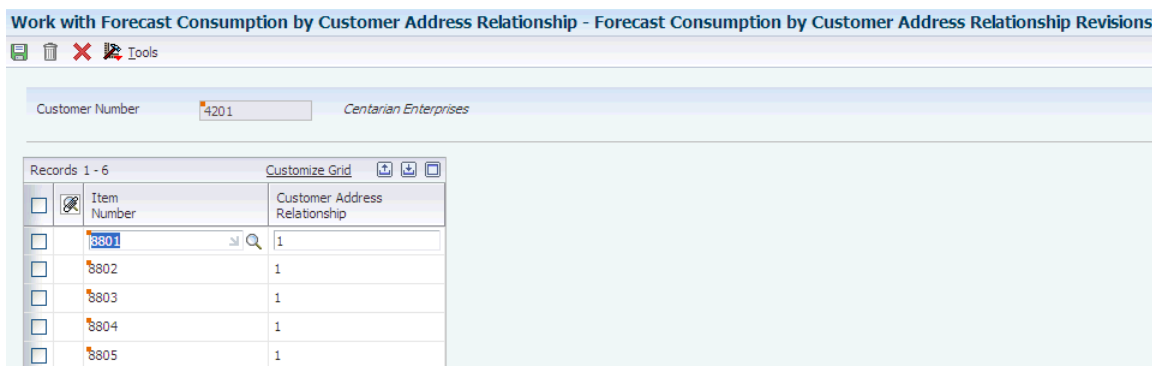 Work with Forecast Consumption by Customer Address Relationship - Forecast Consumption by Customer Address Relationship Revisions
Tools
Customer Number 4201 Centarian Enterprises
Records 1 - 6 Customize Grid
Item Number Customer Address Relationship
8801 1
8802 1
8803 1
8804 1
8805 1